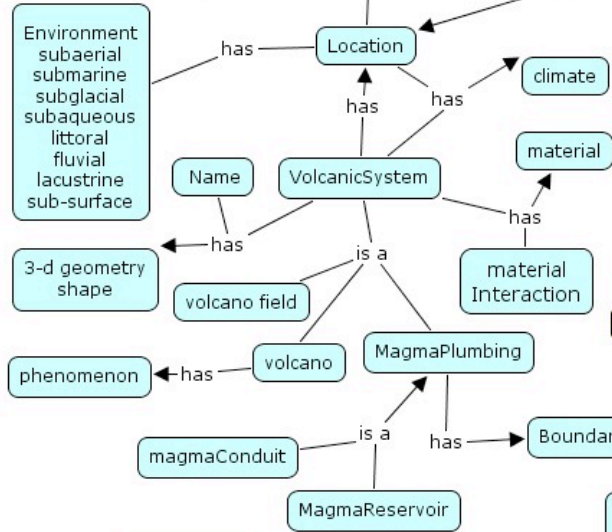 Environment
subaerial
submarine
subglacial
subaqueous
littoral
fluvial
lacustrine
sub-surface
has
Location
has
has
climate
material
Name
VolcanicSystem
has
has
3-d geometry
shape
is a
material
Interaction
volcano field
phenomenon
has
volcano
MagmaPlumbing
magmaConduit
is a
has
Boundar
MagmaReservoir